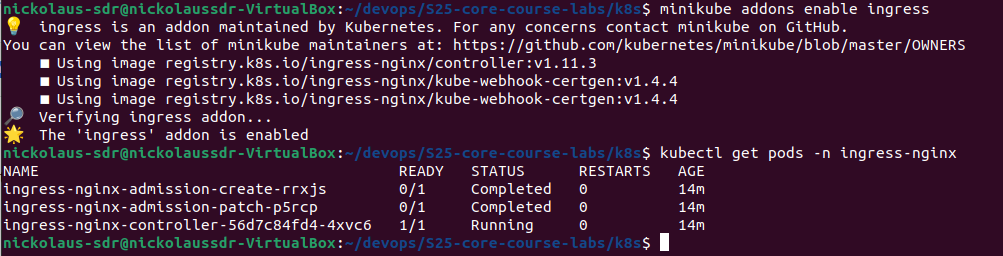 nickolaus-sdr@nickolaussdr-VirtualBox:~/devops/S25-core-course-labs/k8s$ minikube addons enable ingress
💡  ingress is an addon maintained by Kubernetes. For any concerns contact minikube on GitHub.
You can view the list of minikube maintainers at: https://github.com/kubernetes/minikube/blob/master/OWNERS
    ▪ Using image registry.k8s.io/ingress-nginx/controller:v1.11.3
    ▪ Using image registry.k8s.io/ingress-nginx/kube-webhook-certgen:v1.4.4
    ▪ Using image registry.k8s.io/ingress-nginx/kube-webhook-certgen:v1.4.4
🔎  Verifying ingress addon...
🌟  The 'ingress' addon is enabled
nickolaus-sdr@nickolaussdr-VirtualBox:~/devops/S25-core-course-labs/k8s$ kubectl get pods -n ingress-nginx
NAME                                        READY   STATUS      RESTARTS   AGE
ingress-nginx-admission-create-rrxjs        0/1     Completed   0          14m
ingress-nginx-admission-patch-p5rcp         0/1     Completed   0          14m
ingress-nginx-controller-56d7c84fd4-4xvc6   1/1     Running     0          14m
nickolaus-sdr@nickolaussdr-VirtualBox:~/devops/S25-core-course-labs/k8s$